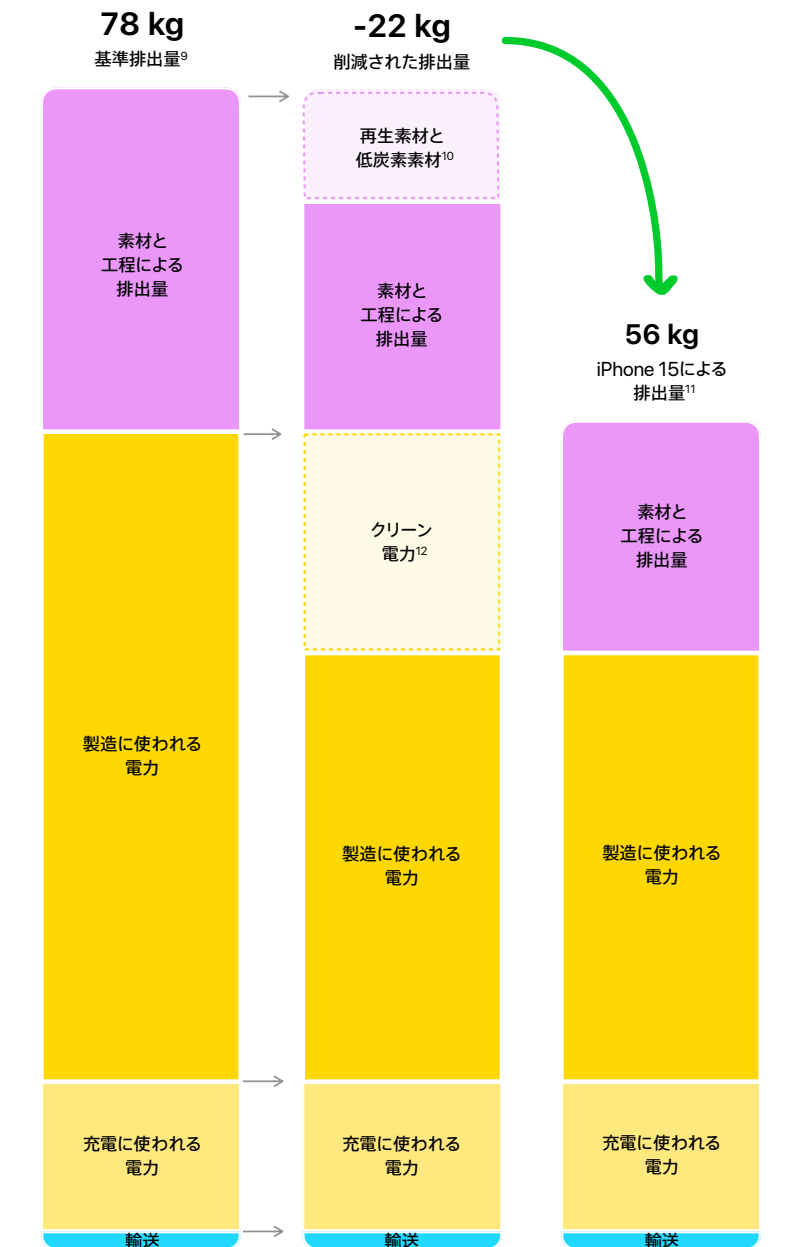 78 kg
基準排出量9
素材と
工程による
排出量
製造に使われる
電力
充電に使われる
電力
輸送
-22 kg
削減された排出量
再生素材と
低炭素素材10
素材と
工程による
排出量
クリーン
電力12
製造に使われる
電力
充電に使われる
電力
輸送
56 kg
iPhone 15による
排出量11
素材と
工程による
排出量
製造に使われる
電力
充電に使われる
電力
輸送